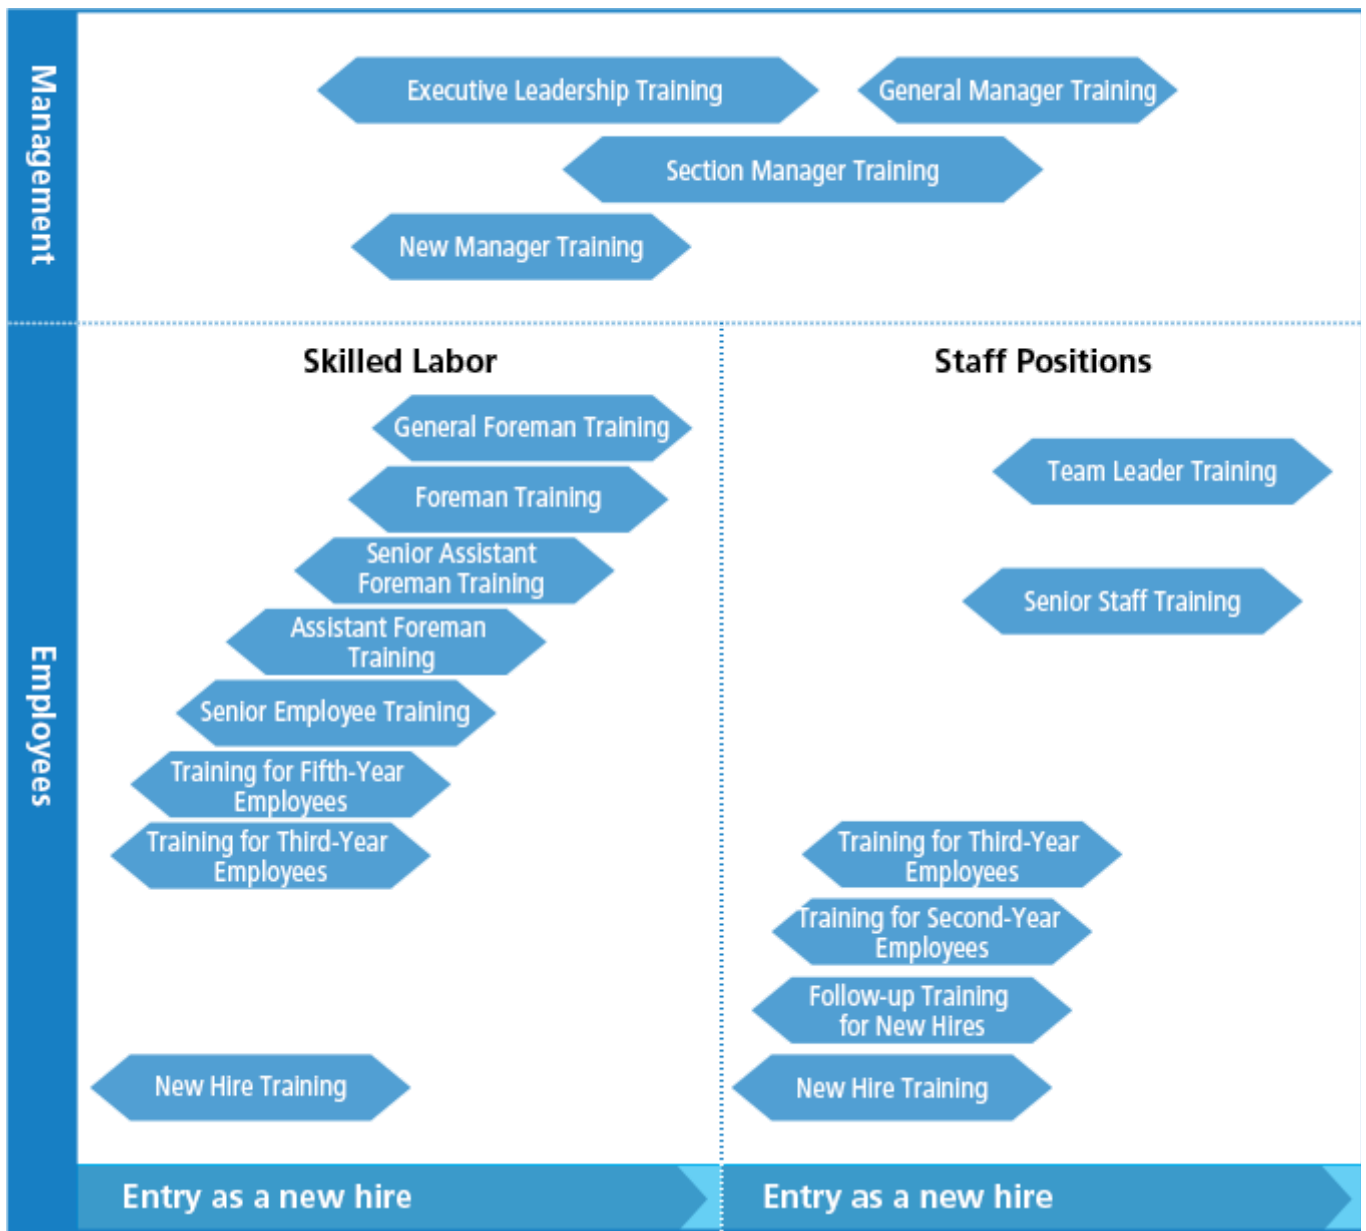 Management
Executive Leadership Training
General Manager Training
Section Manager Training
New Manager Training
Employees
Skilled Labor
General Foreman Training
Foreman Training
Senior Assistant
Foreman Training
Assistant Foreman
Training
Senior Employee Training
Training for Fifth-Year
Employees
Training for Third-Year
Employees
New Hire Training
Entry as a new hire
Staff Positions
Team Leader Training
Senior Staff Training
Training for Third-Year
Employees
Training for Second-Year
Employees
Follow-up Training
for New Hires
New Hire Training
Entry as a new hire